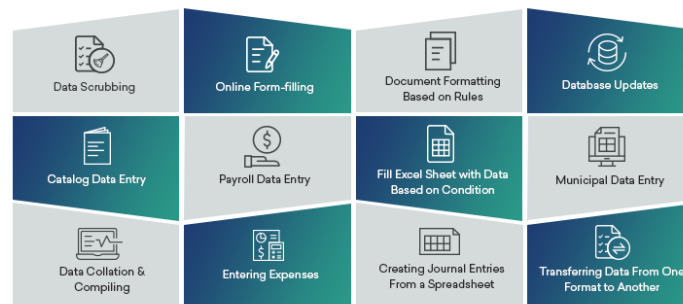 Data Scrubbing
Online Form-filling
Document Formatting
Based on Rules
Database Updates
Catalog Data Entry
Payroll Data Entry
Fill Excel Sheet with Data
Based on Condition
Municipal Data Entry
Data Collation &
Compiling
Entering Expenses
Creating Journal Entries
From a Spreadsheet
Transferring Data From One
Format to Another